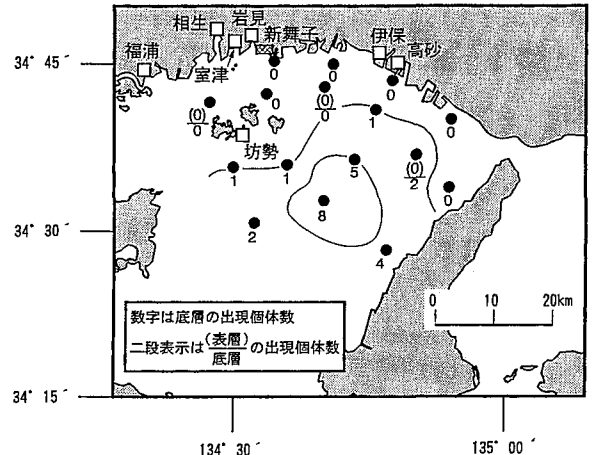 相生 岩見
新舞子
伊保
高砂
福浦
室津
坊勢
34° 45´
34° 30´
34° 15´
134° 30´
135° 00´
0
0
0
0
(0)
0
(0)
0
1
0
1
1
5
(0)
2
0
8
2
4
0 10 20km
数字は底層の出現個体数
二段表示は(表層)/底層の出現個体数